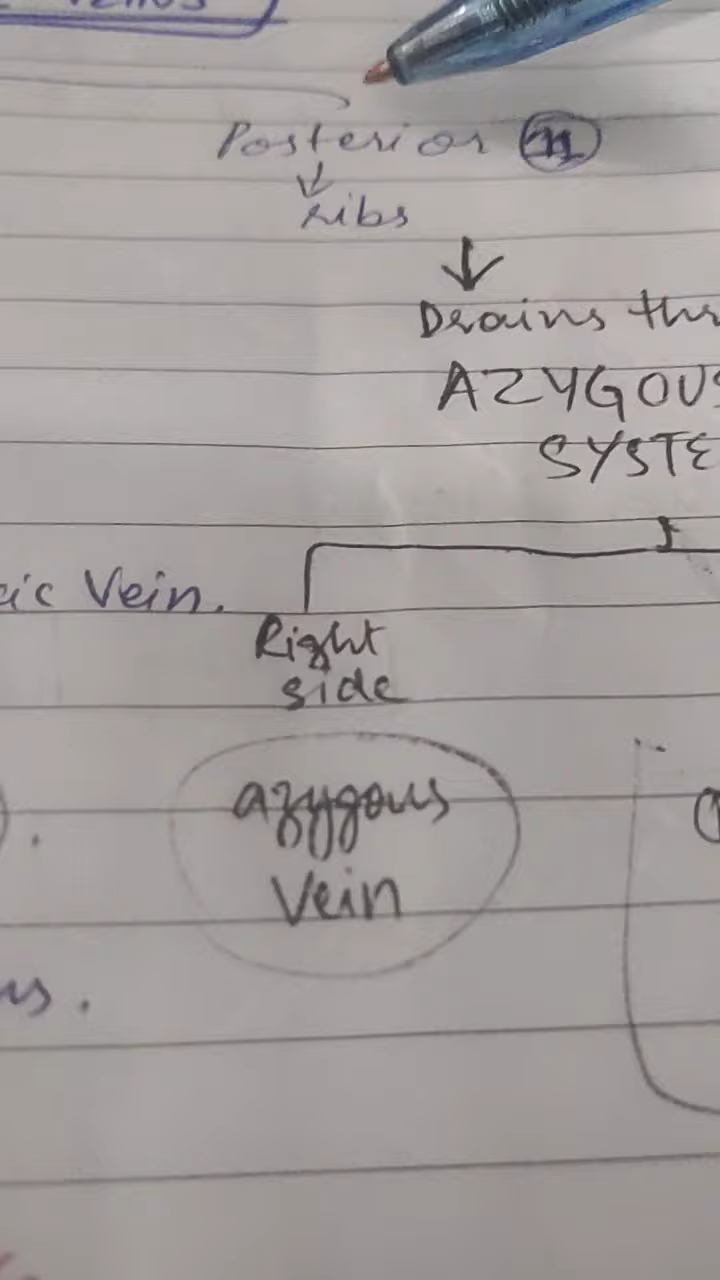 Posterior 11
ribs
Drains thr
AZYGOUS
SYSTE
ic Vein.
Right
side
azygous
Vein